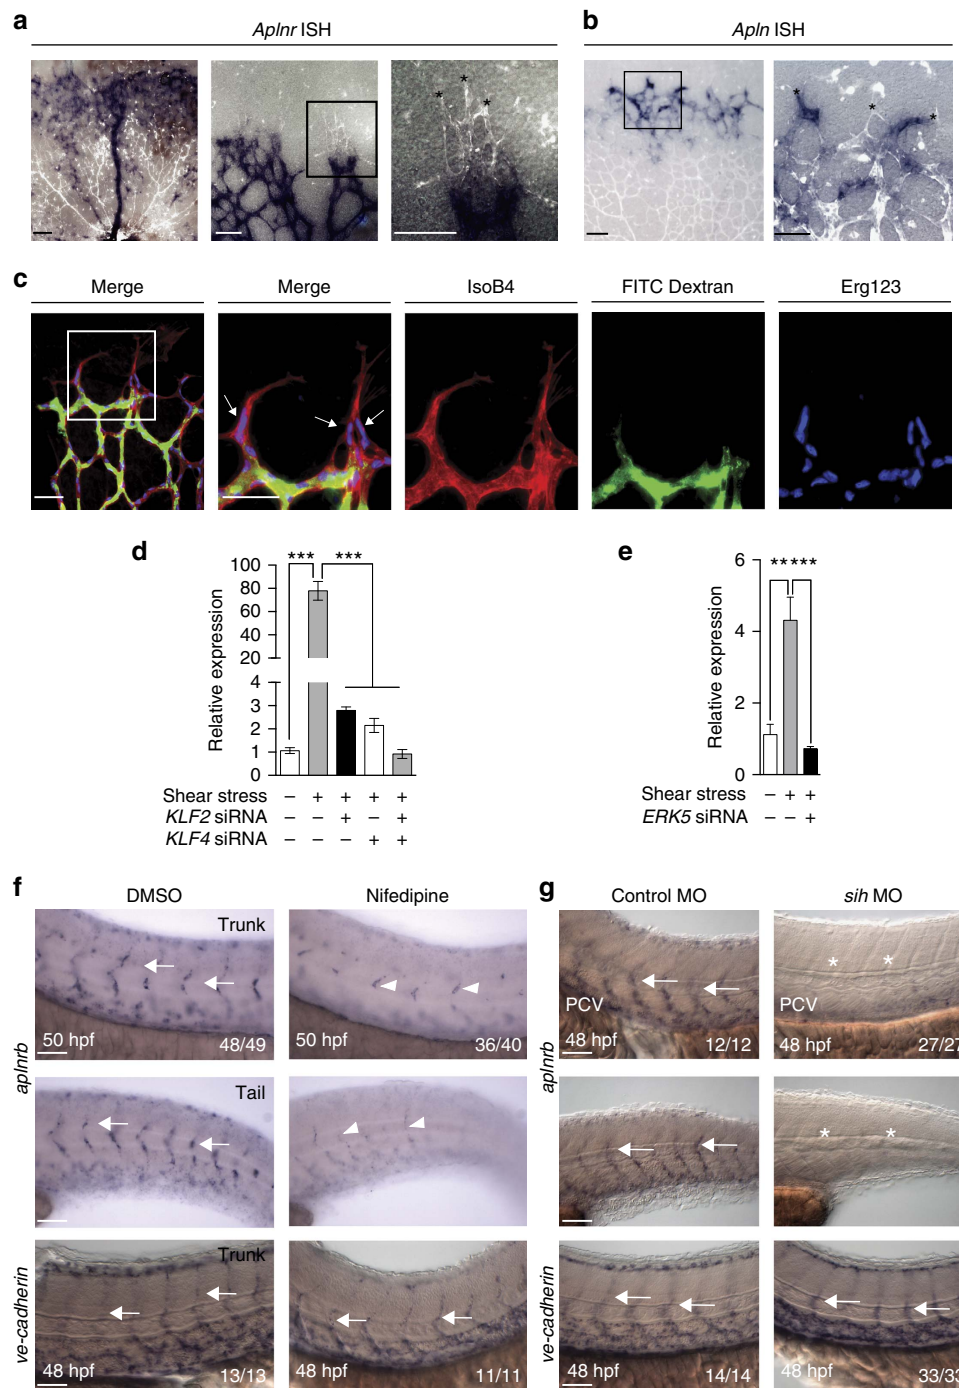 a
Aplnr ISH
b
Apln ISH
* * *
* * *
c
Merge
Merge
IsoB4
FITC Dextran
Erg123
d
*** ***
Relative expression
100
80
60
40
20
4
3
2
1
0
Shear stress − + + + +
KLF2 siRNA − − + − +
KLF4 siRNA − − − + +
e
** ***
Relative expression
6
4
2
0
Shear stress − + +
ERK5 siRNA − − +
f
DMSO
Nifedipine
aplnrb
Trunk
50 hpf
48/49
50 hpf
36/40
Tail
ve-cadherin
Trunk
48 hpf
13/13
48 hpf
11/11
g
Control MO
sih MO
aplnrb
PCV
48 hpf
12/12
* *
PCV
48 hpf
27/27
* *
ve-cadherin
48 hpf
14/14
48 hpf
33/33